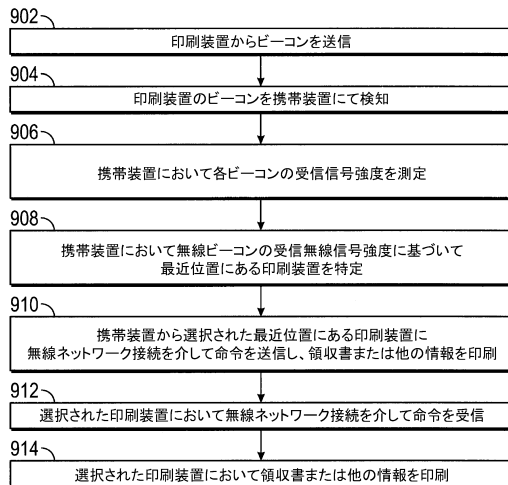 902
印刷装置からビーコンを送信
904
印刷装置のビーコンを携帯装置にて検知
906
携帯装置において各ビーコンの受信信号強度を測定
908
携帯装置において無線ビーコンの受信無線信号強度に基づいて
最近位置にある印刷装置を特定
910
携帯装置から選択された最近位置にある印刷装置に
無線ネットワーク接続を介して命令を送信し、領収書または他の情報を印刷
912
選択された印刷装置において無線ネットワーク接続を介して命令を受信
914
選択された印刷装置において領収書または他の情報を印刷